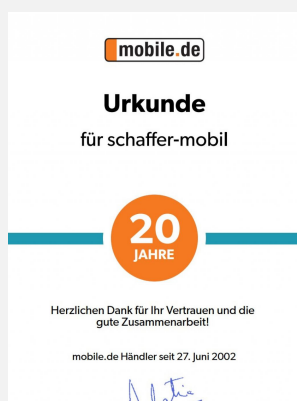 mobile.de
Urkunde
für schaffer-mobil
20
JAHRE
Herzlichen Dank für Ihr Vertrauen und die
gute Zusammenarbeit!
mobile.de Händler seit 27. Juni 2002